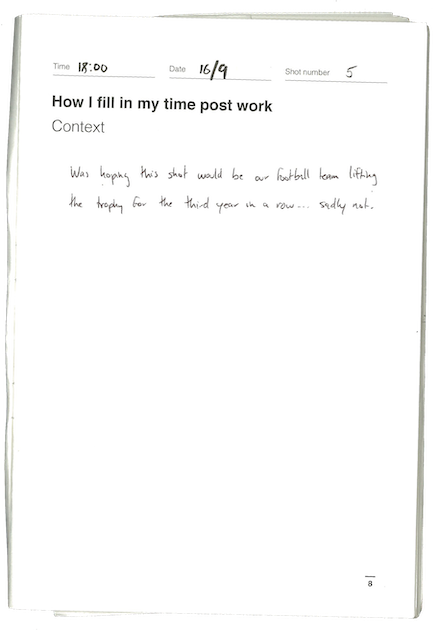 Time 18:00 Date 16/9 Shot number 5
How I fill in my time post work
Context
Was hoping this shot would be our football team lifting
the trophy for the third year in a row... sadly not.
8